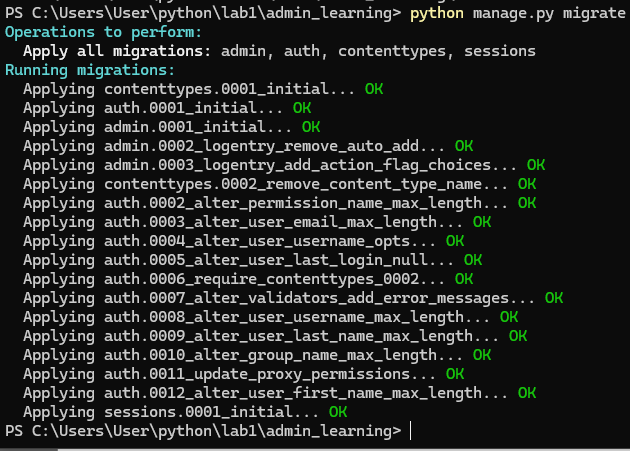 PS C:\Users\User\python\lab1\admin_learning> python manage.py migrate
Operations to perform:
  Apply all migrations: admin, auth, contenttypes, sessions
Running migrations:
  Applying contenttypes.0001_initial... OK
  Applying auth.0001_initial... OK
  Applying admin.0001_initial... OK
  Applying admin.0002_logentry_remove_auto_add... OK
  Applying admin.0003_logentry_add_action_flag_choices... OK
  Applying contenttypes.0002_remove_content_type_name... OK
  Applying auth.0002_alter_permission_name_max_length... OK
  Applying auth.0003_alter_user_email_max_length... OK
  Applying auth.0004_alter_user_username_opts... OK
  Applying auth.0005_alter_user_last_login_null... OK
  Applying auth.0006_require_contenttypes_0002... OK
  Applying auth.0007_alter_validators_add_error_messages... OK
  Applying auth.0008_alter_user_username_max_length... OK
  Applying auth.0009_alter_user_last_name_max_length... OK
  Applying auth.0010_alter_group_name_max_length... OK
  Applying auth.0011_update_proxy_permissions... OK
  Applying auth.0012_alter_user_first_name_max_length... OK
  Applying sessions.0001_initial... OK
PS C:\Users\User\python\lab1\admin_learning>